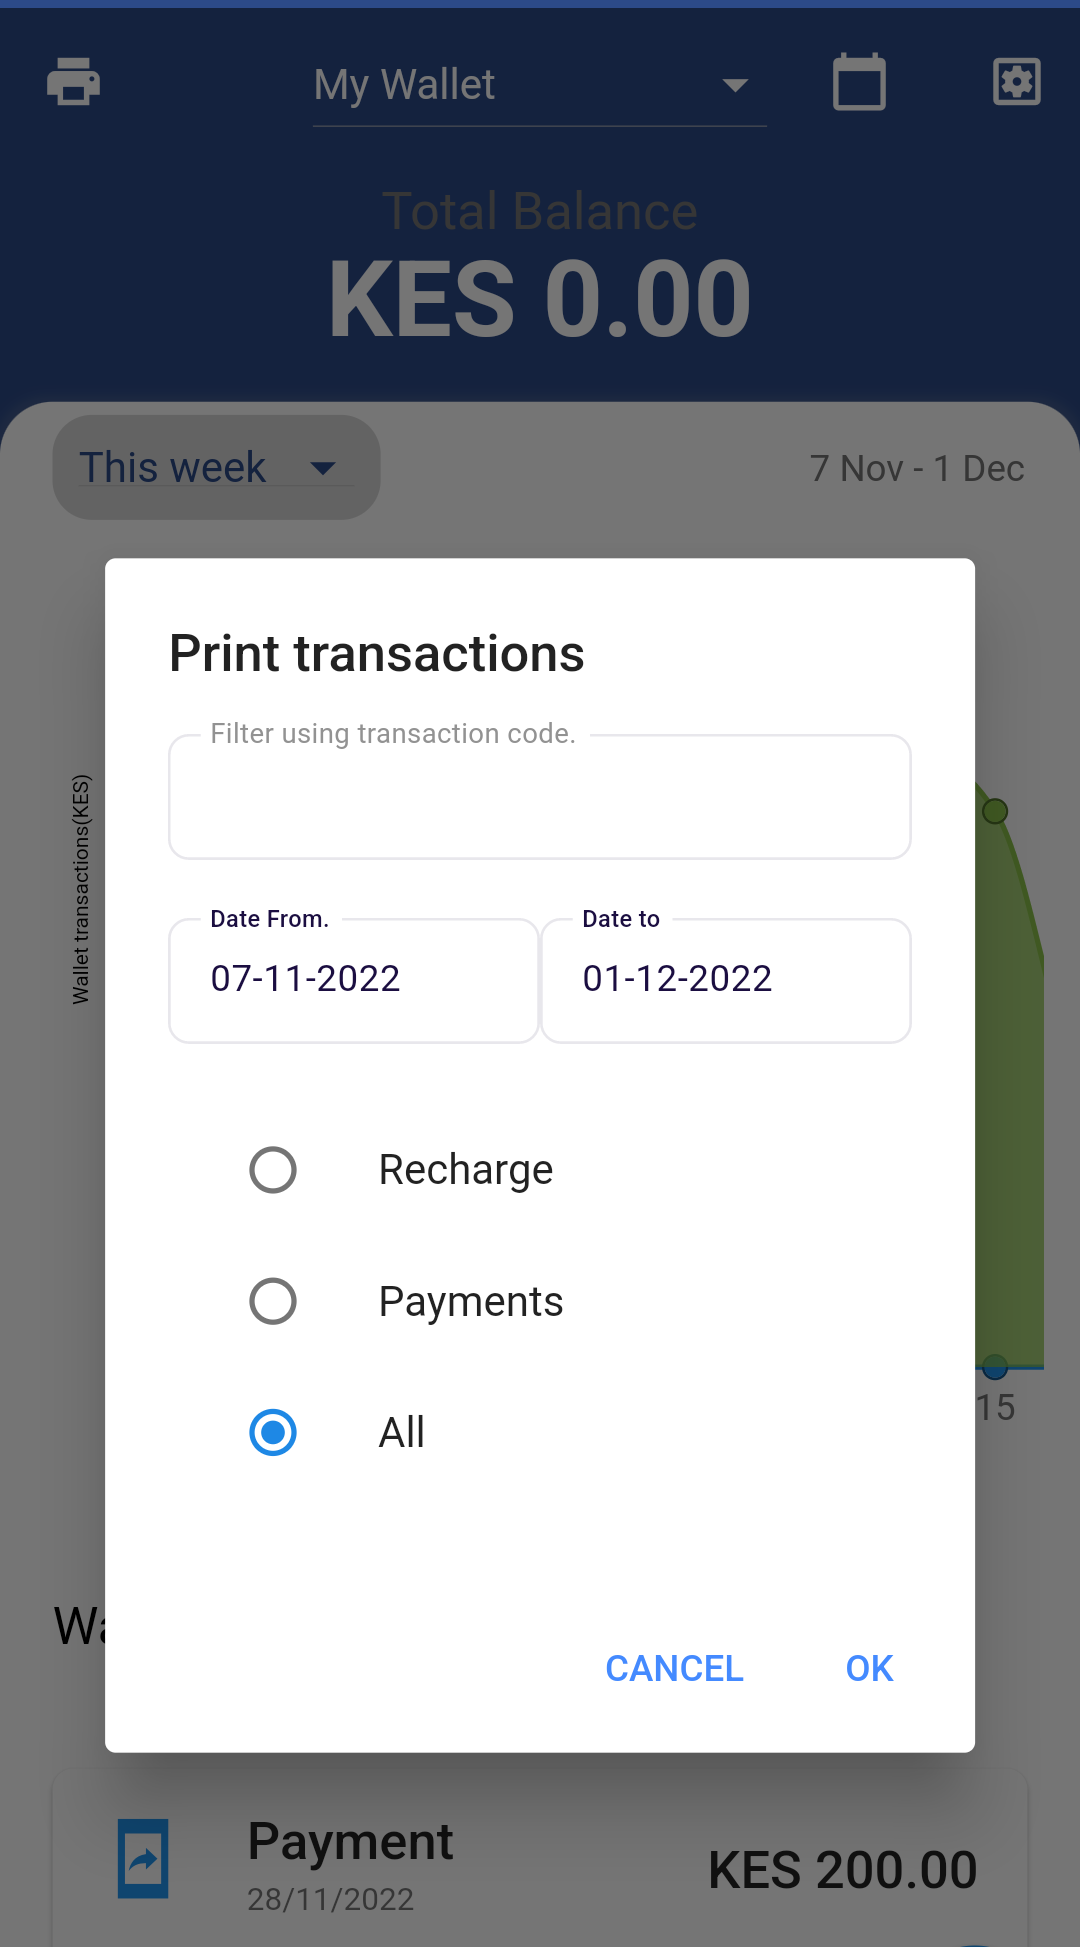 My Wallet
Total Balance
KES 0.00
This week
7 Nov - 1 Dec
Print transactions
Filter using transaction code.
Wallet transactions(KES)
Date From.
Date to
07-11-2022
01-12-2022
Recharge
Payments
All
15
CANCEL
OK
Payment
KES 200.00
28/11/2022